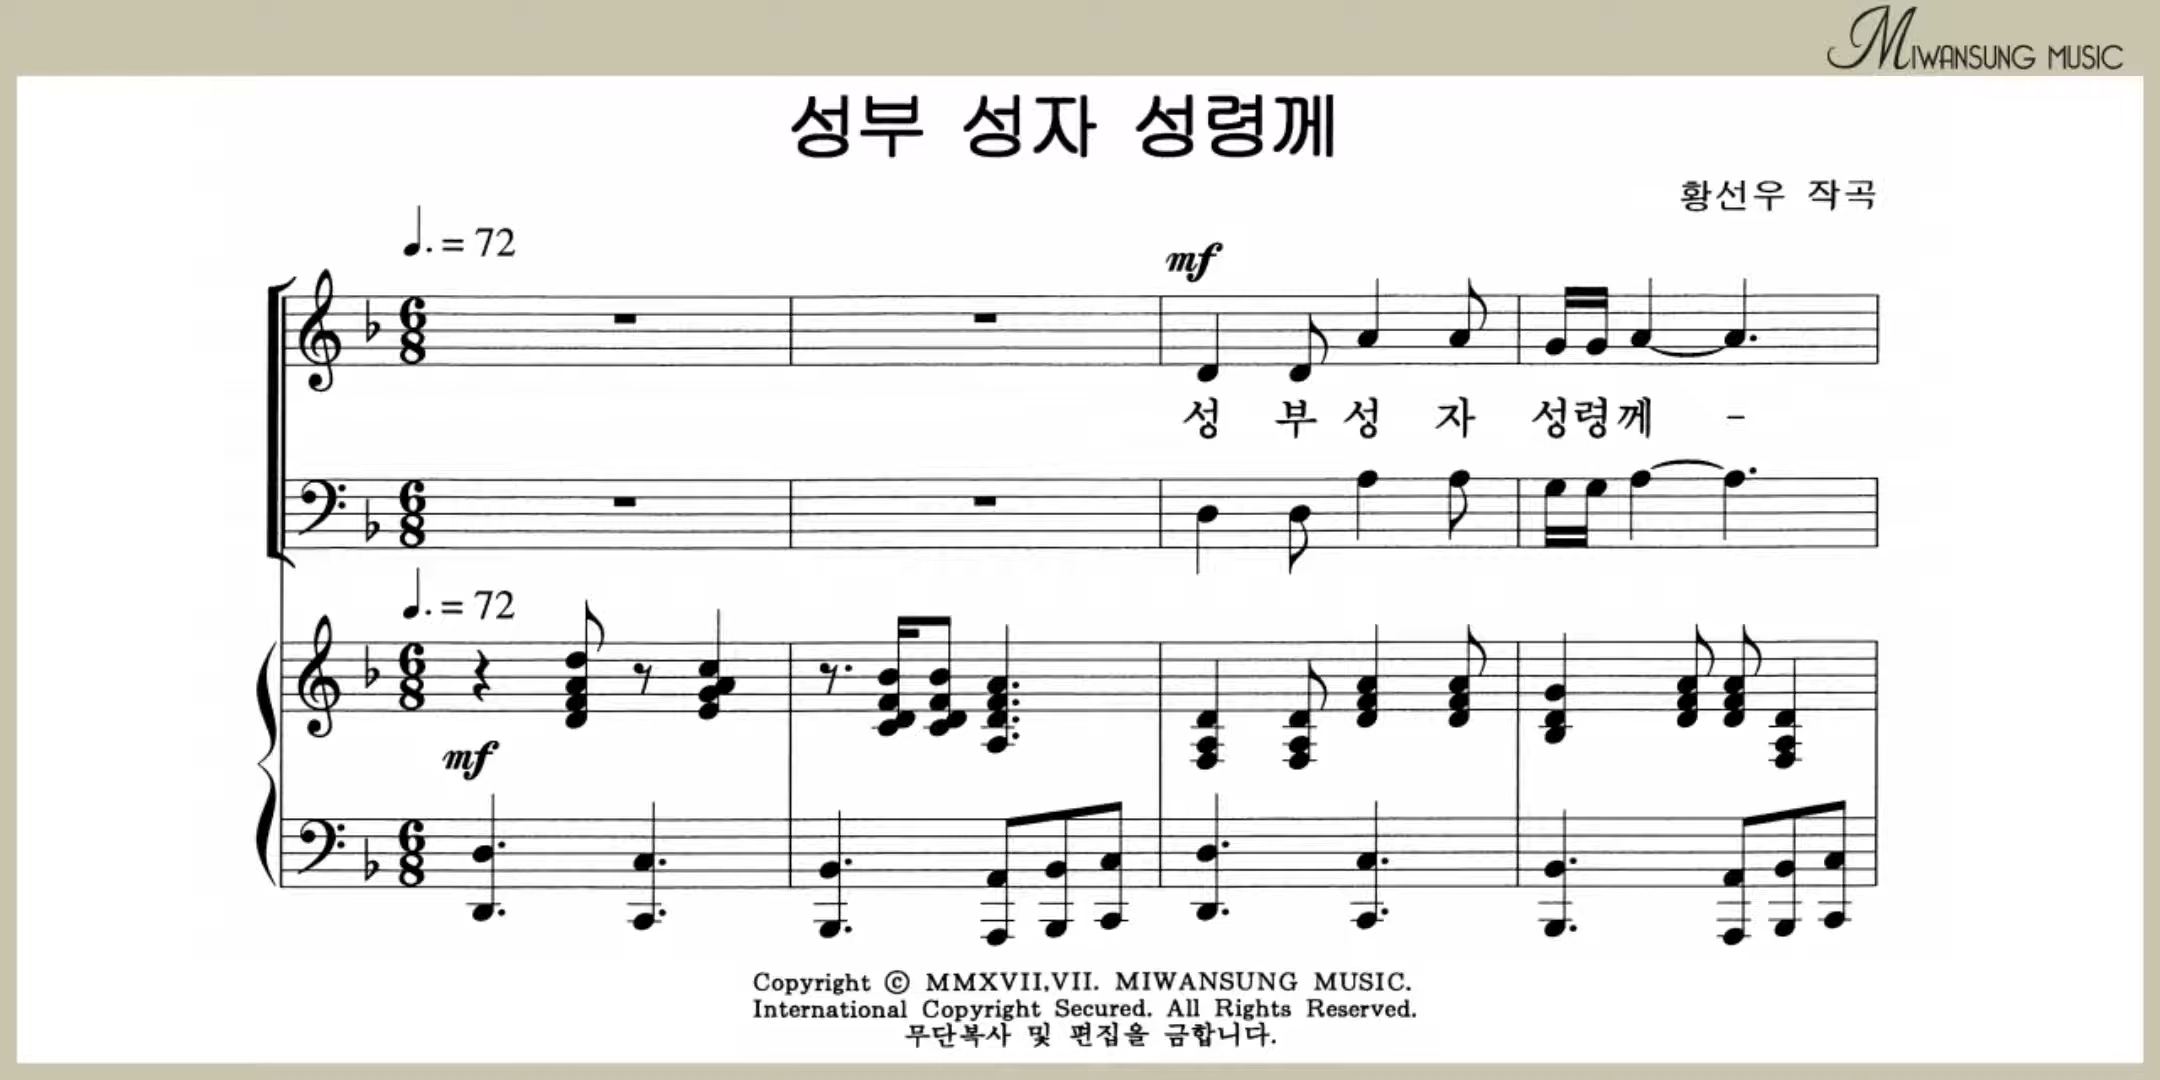 MIWANSUNG MUSIC
성부 성자 성령께
황선우 작곡
♩. = 72
mf
성 부 성 자 성령께 -
♩. = 72
mf
Copyright ⓒ MMXVII,VII. MIWANSUNG MUSIC.
International Copyright Secured. All Rights Reserved.
무단복사 및 편집을 금합니다.